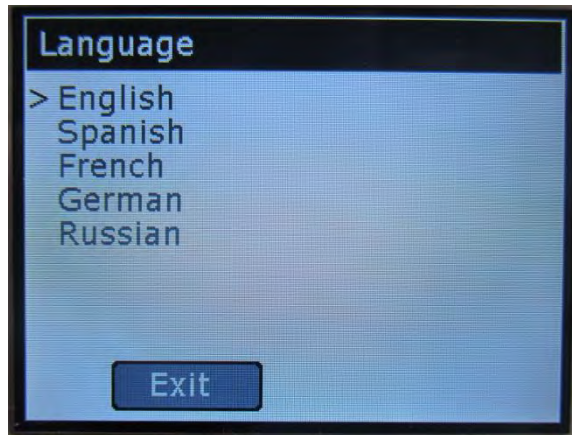 Language
> English
Spanish
French
German
Russian
Exit